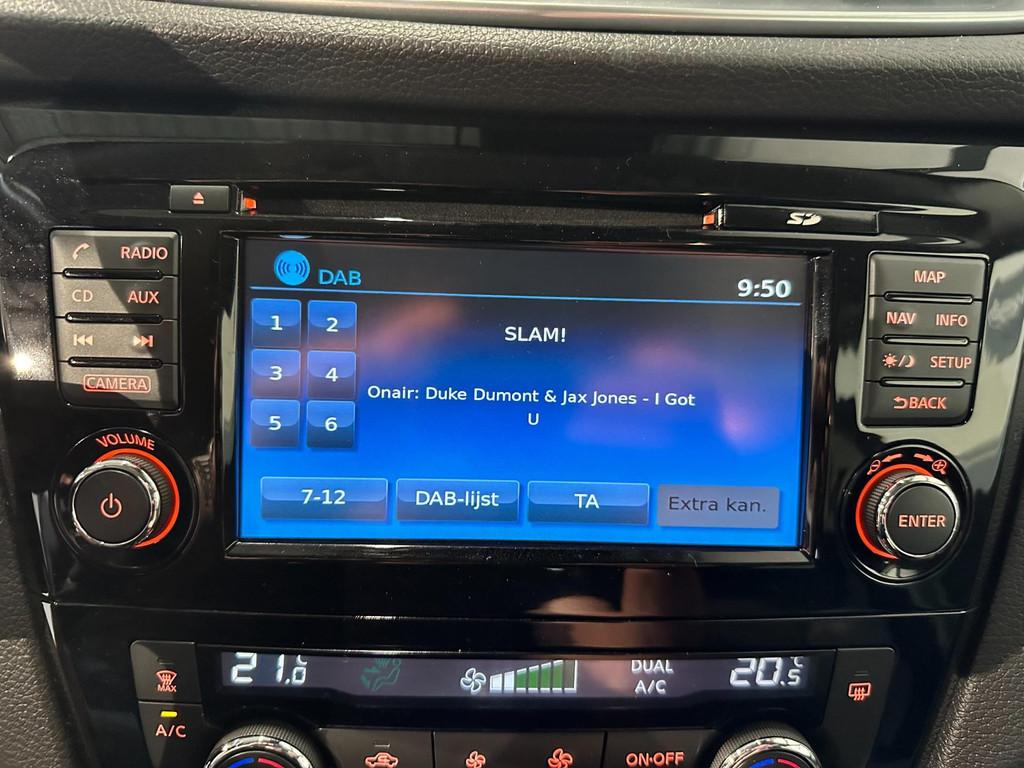 SD
RADIO
CD AUX
CAMERA
VOLUME
DAB
9:50
1 2
3 4
5 6
SLAM!
Onair: Duke Dumont & Jax Jones - I Got
U
7-12
DAB-lijst
TA
Extra kan.
MAP
NAV INFO
SETUP
BACK
ENTER
MAX
A/C
21.0°C
DUAL
A/C
20.5°C
ON·OFF